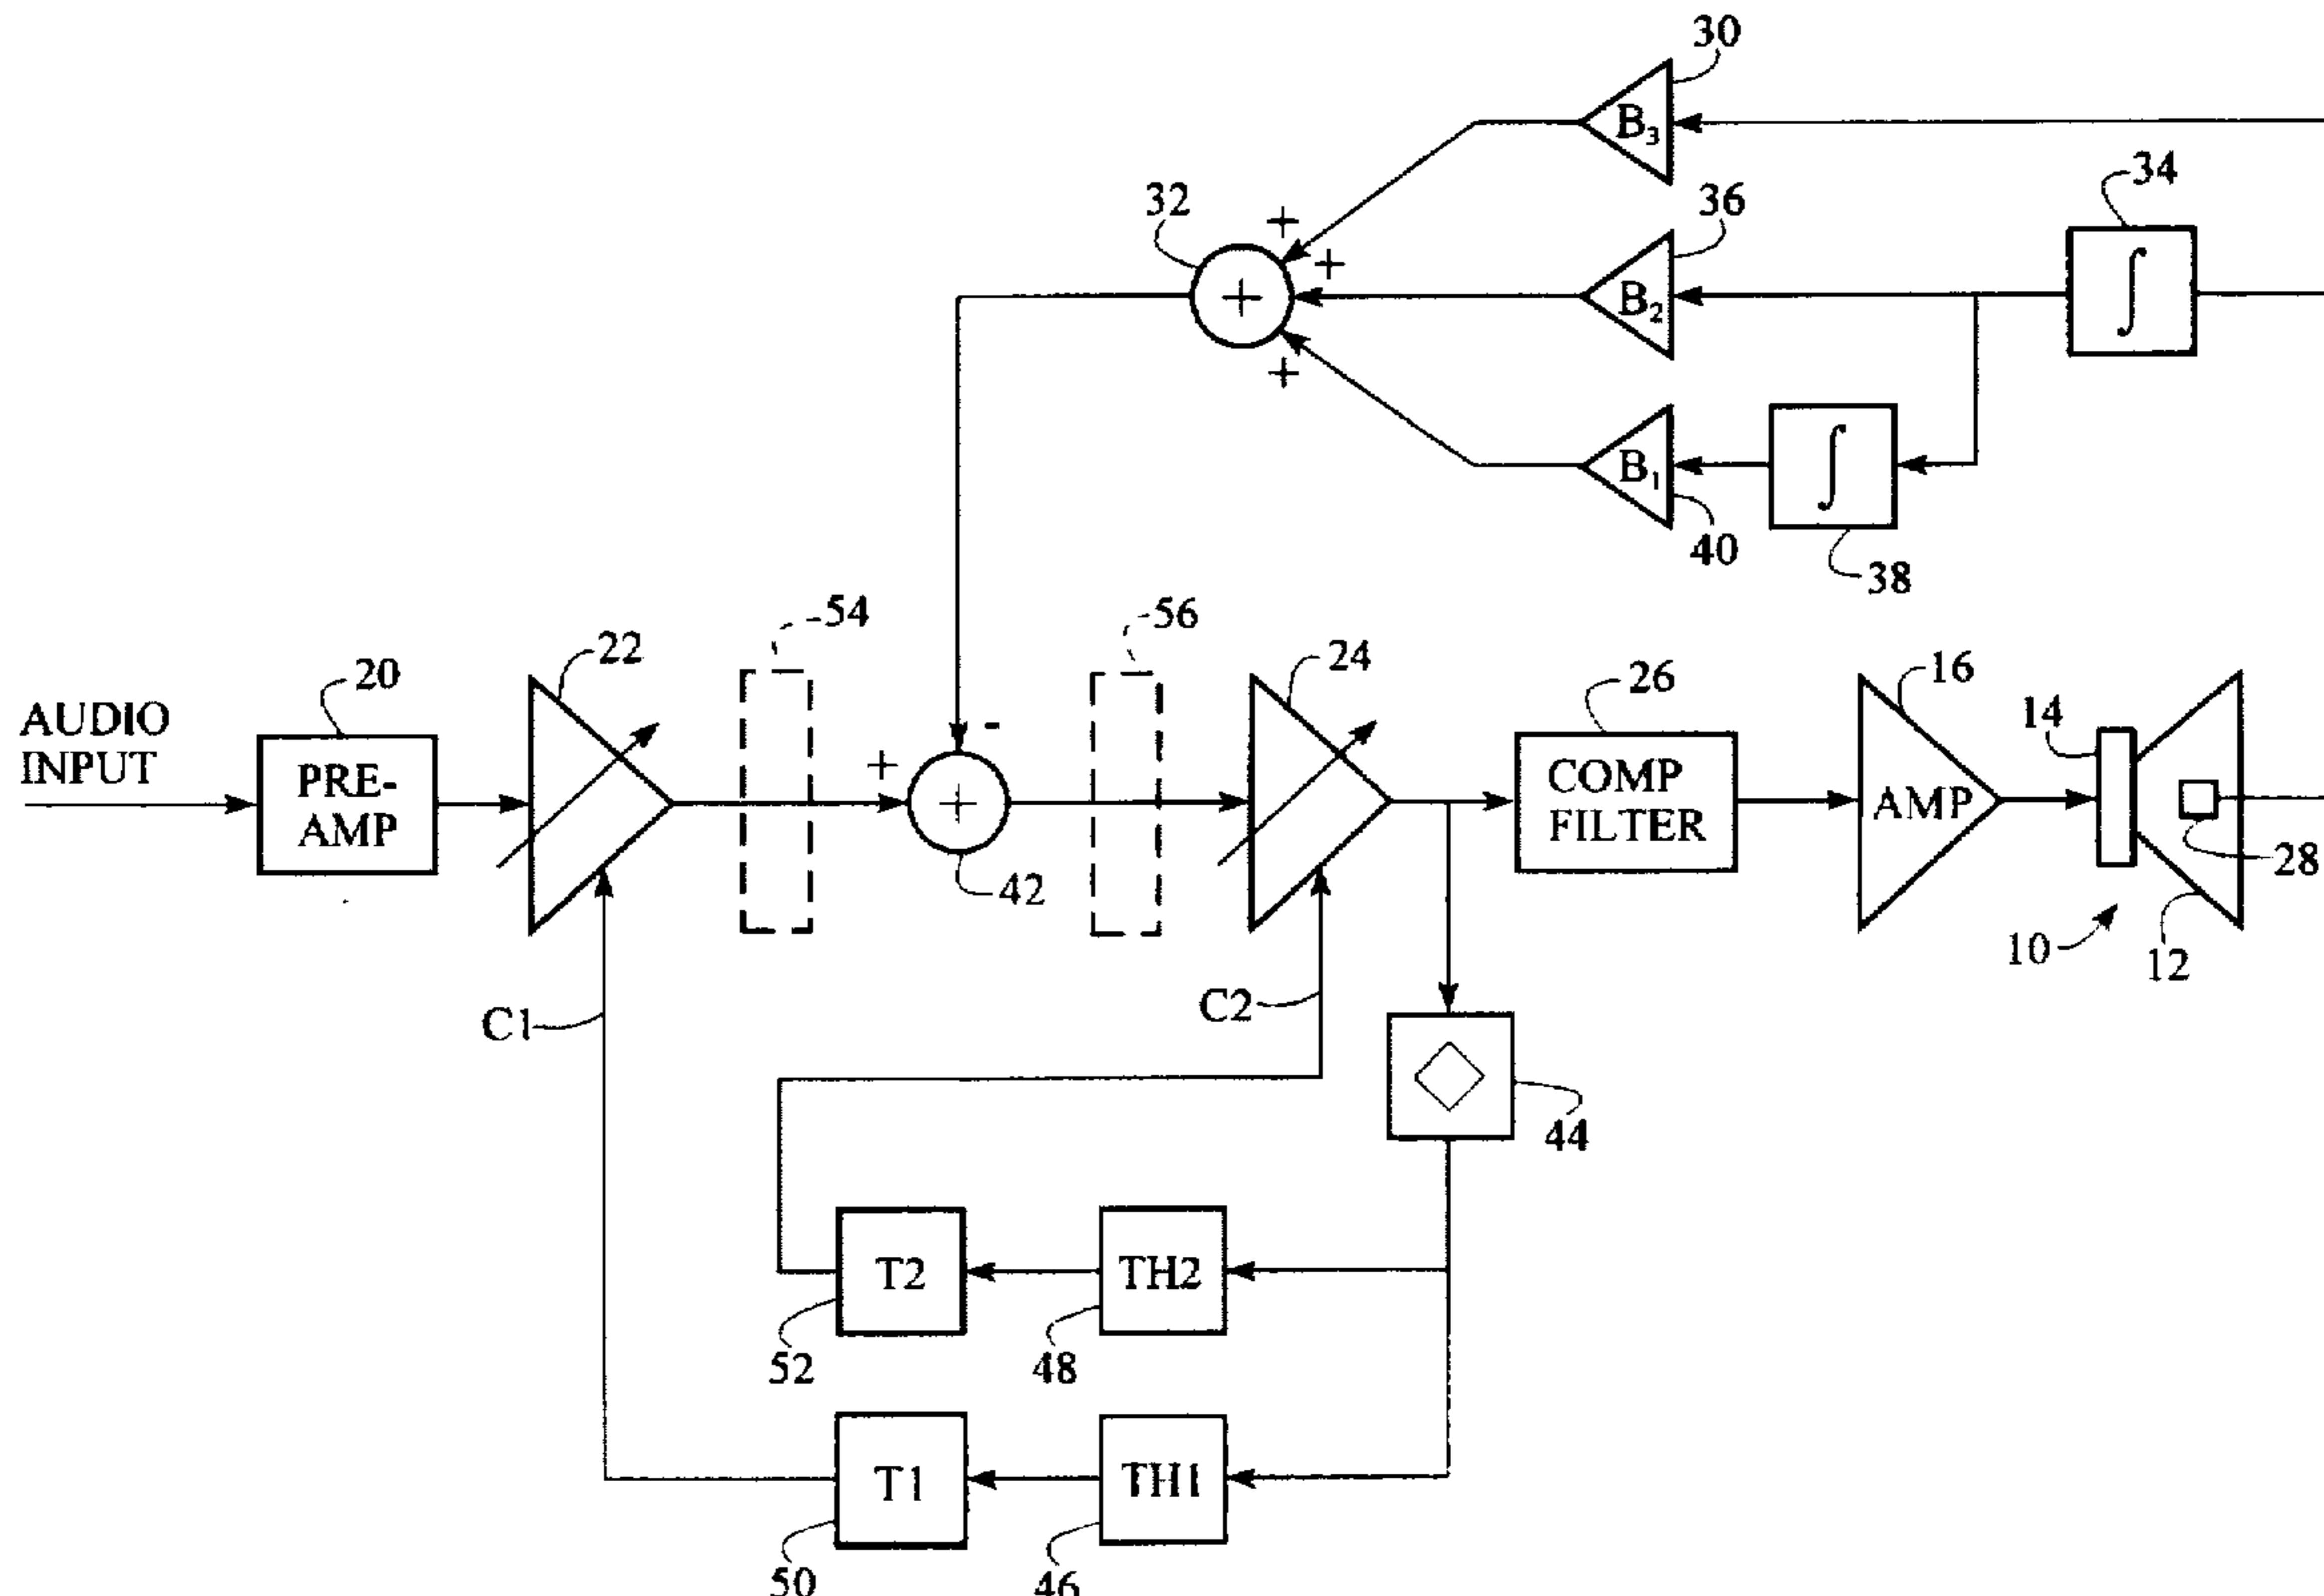 30
B₃
34
32
36
+
+
+
B₂
∫
+
B₁
∫
40
38
54
56
22
24
20
26
16
AUDIO
INPUT
14
-
+
PRE-
AMP
+
COMP
FILTER
AMP
28
42
10
12
C1
C2
44
T2
TH2
52
48
T1
TH1
50
46